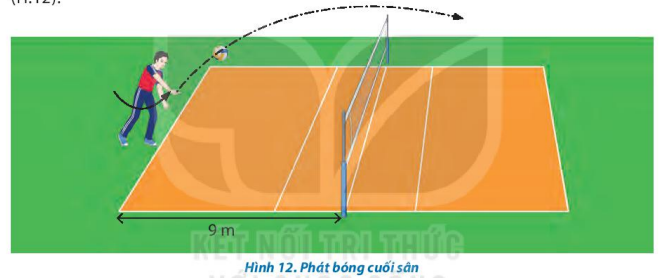 (H.12).
9 m
KẾT NỐI TRI THỨC
Hình 12. Phát bóng cuối sân